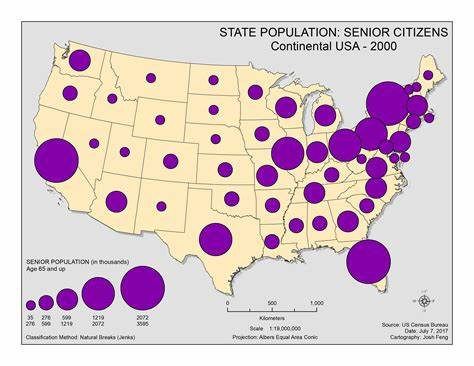 STATE POPULATION: SENIOR CITIZENS
Continental USA - 2000
SENIOR POPULATION (in thousands)
Age 65 and up
35 276 599 1219 2072
276 599 1219 2072 3595
Classification Method: Natural Breaks (Jenks)
0 250 500 1,000
Kilometers
Scale 1:19,000,000
Projection: Albers Equal Area Conic
Source: US Census Bureau
Date: July 7, 2017
Cartography: Josh Feng